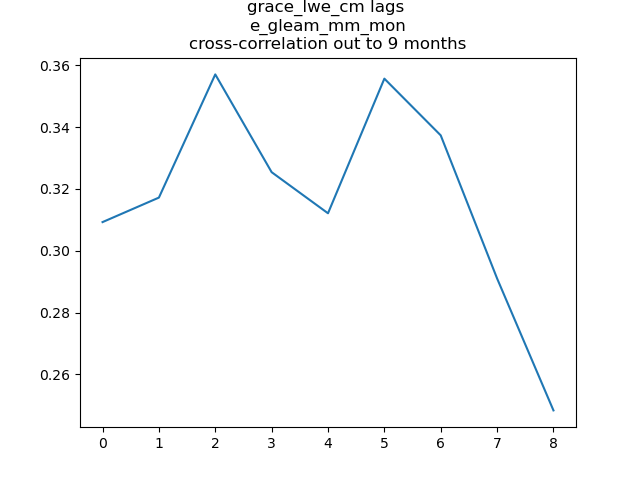 grace_lwe_cm lags
e_gleam_mm_mon
cross-correlation out to 9 months
0.36
0.34
0.32
0.30
0.28
0.26
0 1 2 3 4 5 6 7 8